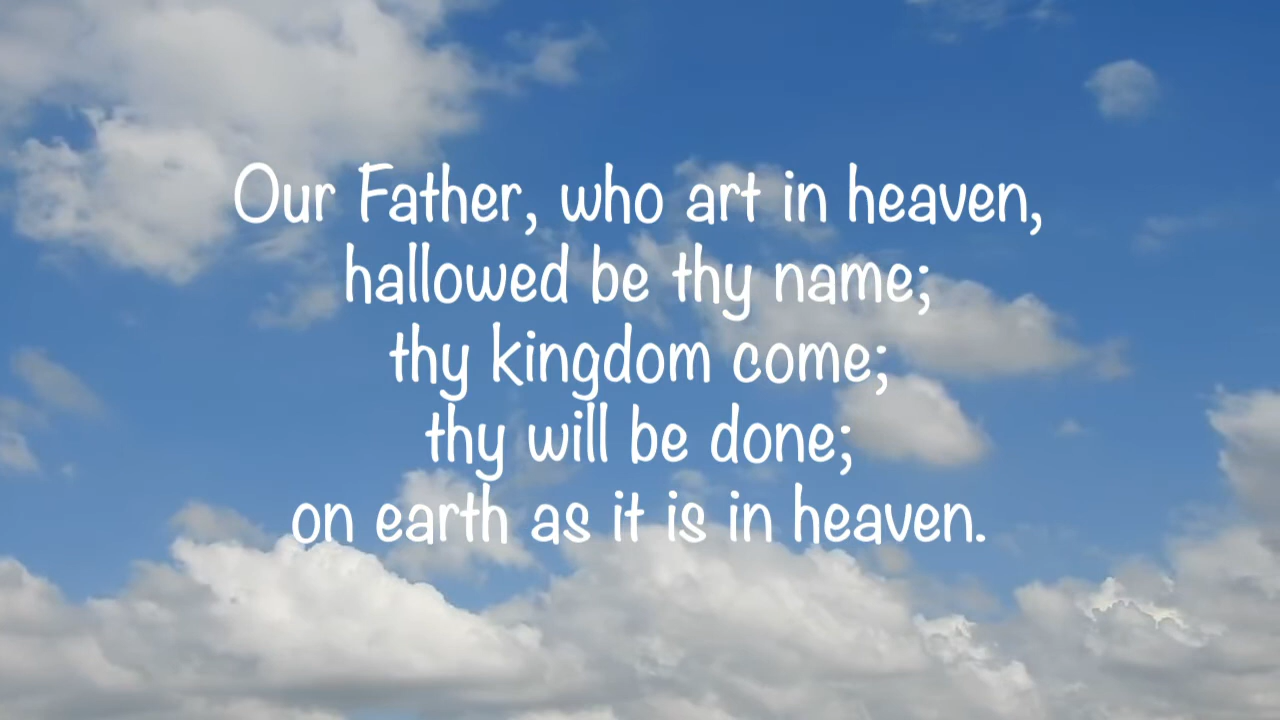 Our Father, who art in heaven,
hallowed be thy name;
thy kingdom come;
thy will be done;
on earth as it is in heaven.